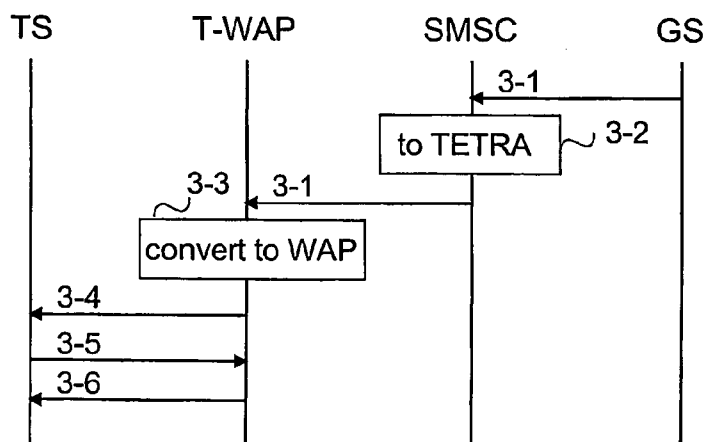 TS T-WAP SMSC GS
3-1
to TETRA 3-2
3-3 3-1
convert to WAP
3-4
3-5
3-6